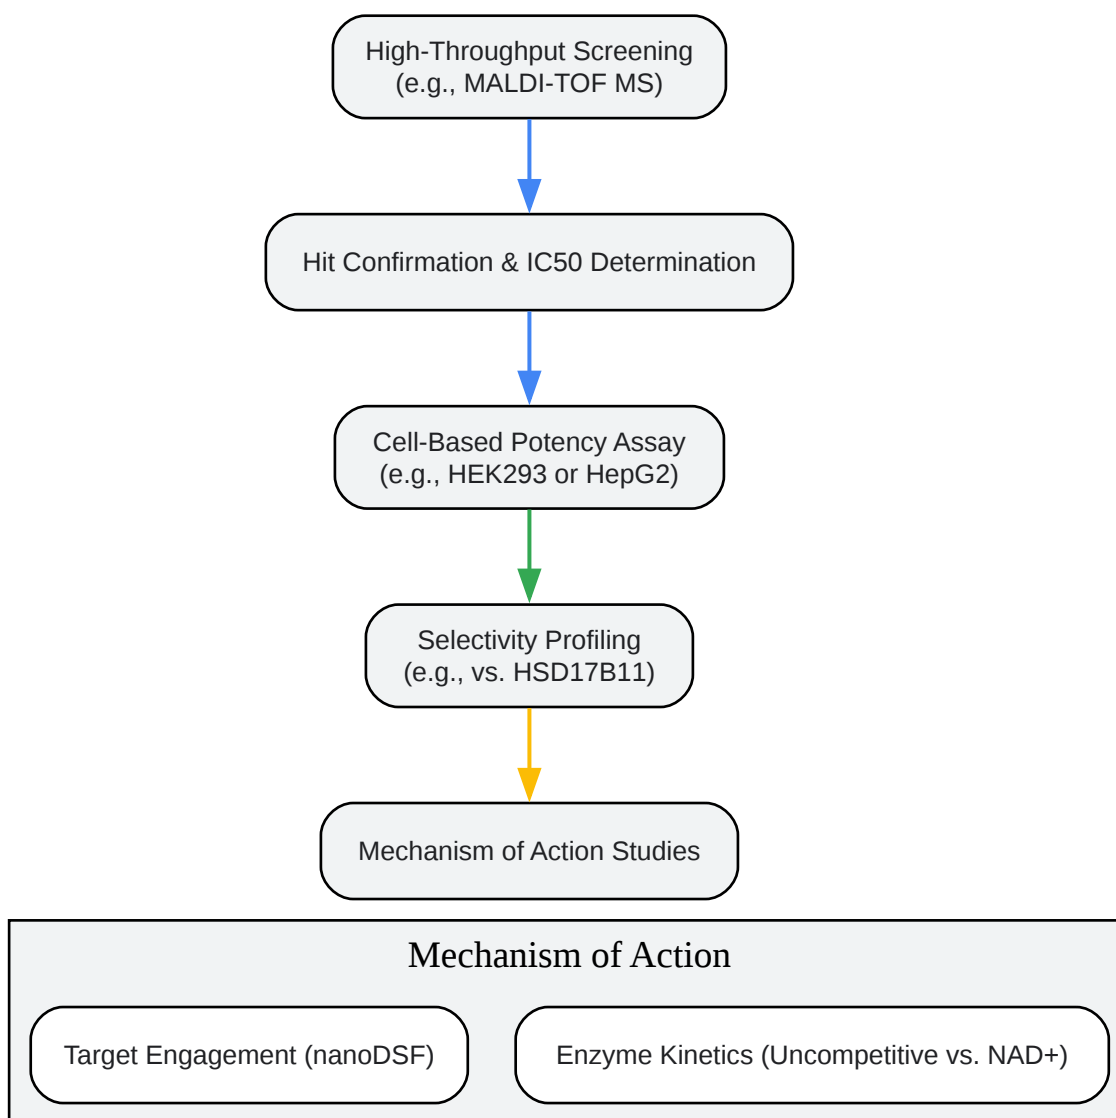 High-Throughput Screening
(e.g., MALDI-TOF MS)
Hit Confirmation & IC50 Determination
Cell-Based Potency Assay
(e.g., HEK293 or HepG2)
Selectivity Profiling
(e.g., vs. HSD17B11)
Mechanism of Action Studies
Mechanism of Action
Target Engagement (nanoDSF)
Enzyme Kinetics (Uncompetitive vs. NAD+)